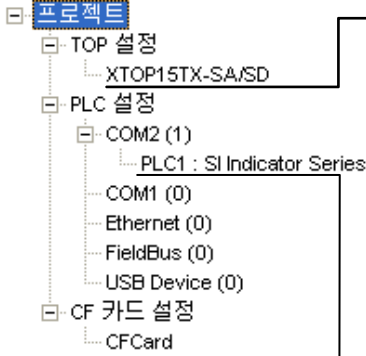 프로젝트
TOP 설정
XTOP15TX-SA/SD
PLC 설정
COM2 (1)
PLC1 : SI Indicator Series
COM1 (0)
Ethernet (0)
FieldBus (0)
USB Device (0)
CF 카드 설정
CFCard